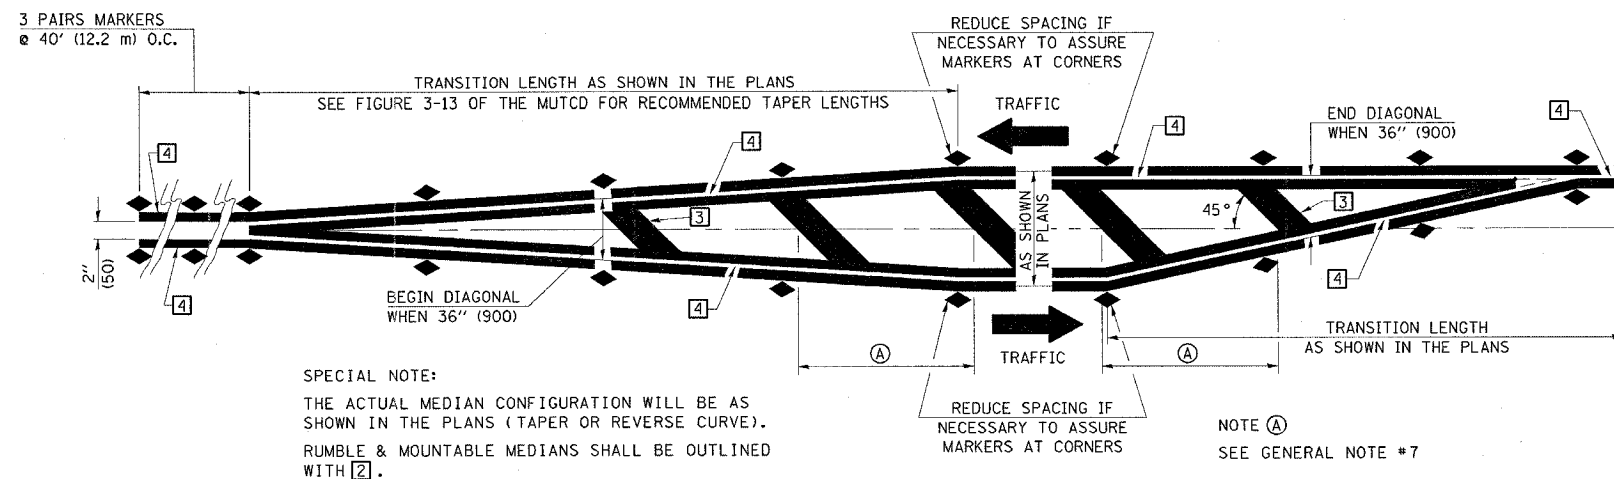 3 PAIRS MARKERS
@ 40' (12.2 m) O.C.
TRANSITION LENGTH AS SHOWN IN THE PLANS
SEE FIGURE 3-13 OF THE MUTCD FOR RECOMMENDED TAPER LENGTHS
REDUCE SPACING IF
NECESSARY TO ASSURE
MARKERS AT CORNERS
TRAFFIC
END DIAGONAL
WHEN 36" (900)
4
4
4
4
3
3
45°
AS SHOWN
IN PLANS
2"
(50)
4
4
4
BEGIN DIAGONAL
WHEN 36" (900)
TRAFFIC
A
A
TRANSITION LENGTH
AS SHOWN IN THE PLANS
SPECIAL NOTE:
THE ACTUAL MEDIAN CONFIGURATION WILL BE AS
SHOWN IN THE PLANS (TAPER OR REVERSE CURVE).
RUMBLE & MOUNTABLE MEDIANS SHALL BE OUTLINED
WITH 2 .
REDUCE SPACING IF
NECESSARY TO ASSURE
MARKERS AT CORNERS
NOTE A
SEE GENERAL NOTE #7